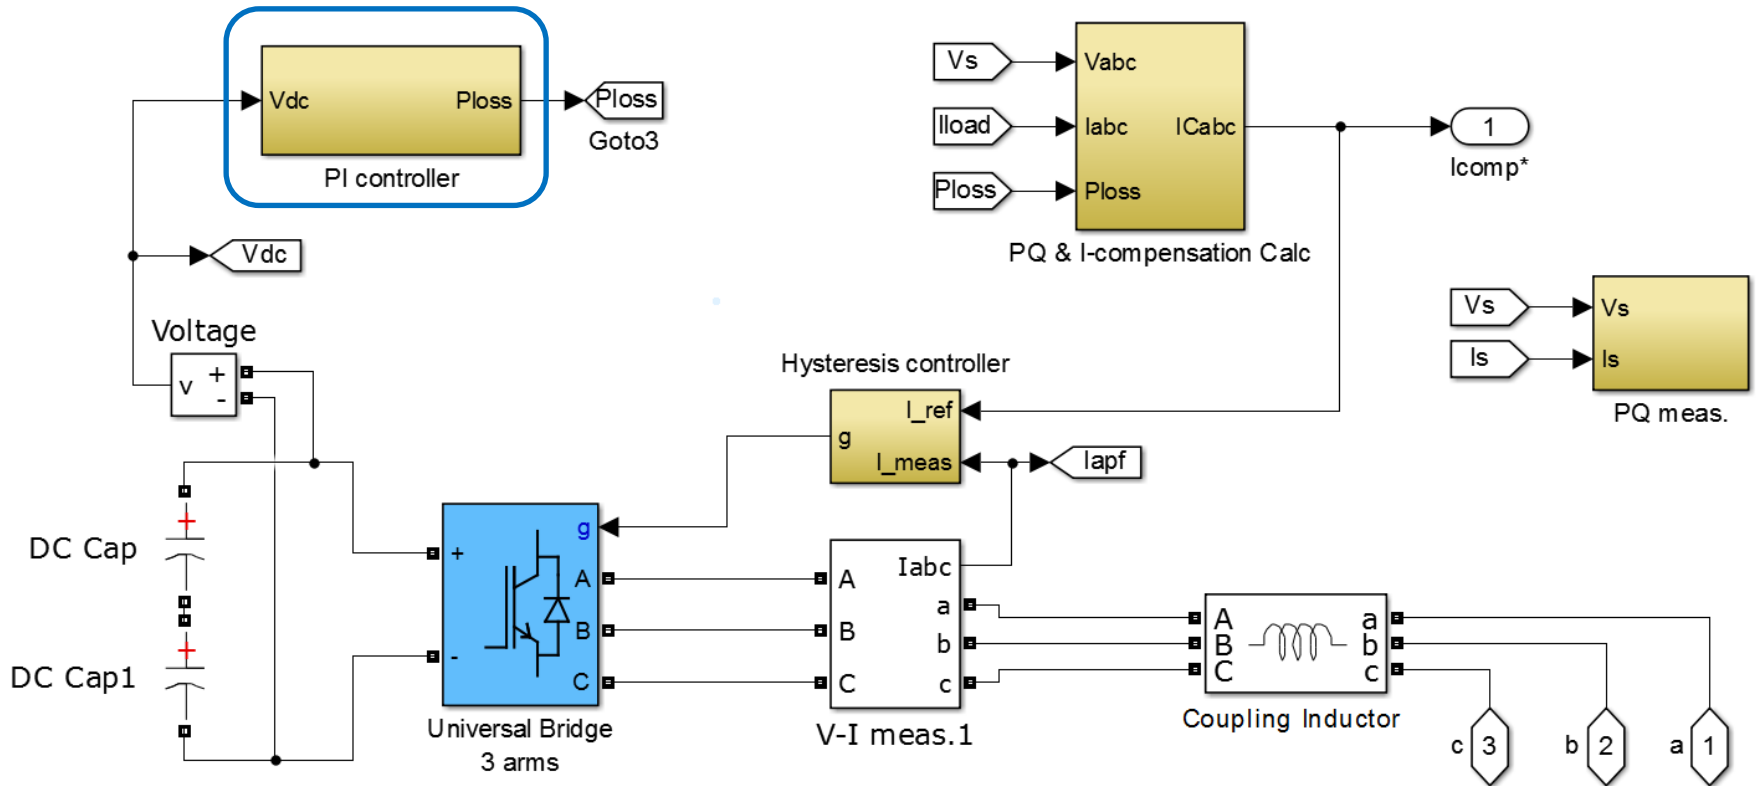 Vdc
Ploss
PI controller
Ploss
Goto3
Vdc
Voltage
v
+
-
DC Cap
+
DC Cap1
+
g
+
-
A
B
C
Universal Bridge
3 arms
Hysteresis controller
I_ref
g
I_meas
Iapf
Iabc
A
B
C
a
b
c
V-I meas.1
A
B
C
a
b
c
Coupling Inductor
c
3
b
2
a
1
Vs
Iload
Ploss
Vabc
Iabc
Ploss
ICabc
PQ & I-compensation Calc
1
Icomp*
Vs
Is
Vs
Is
PQ meas.